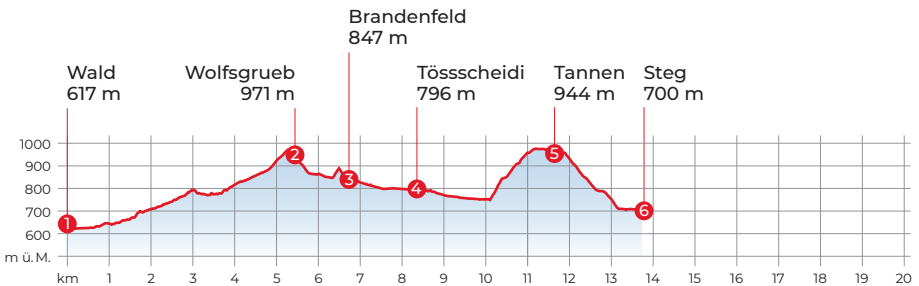 Brandenfeld
847 m
Wald
617 m
Wolfsgrueb
971 m
Tössscheidi
796 m
Tannen
944 m
Steg
700 m
1000
900
800
700
600
m ü. M.
1
2
3
4
5
6
km 1 2 3 4 5 6 7 8 9 10 11 12 13 14 15 16 17 18 19 20